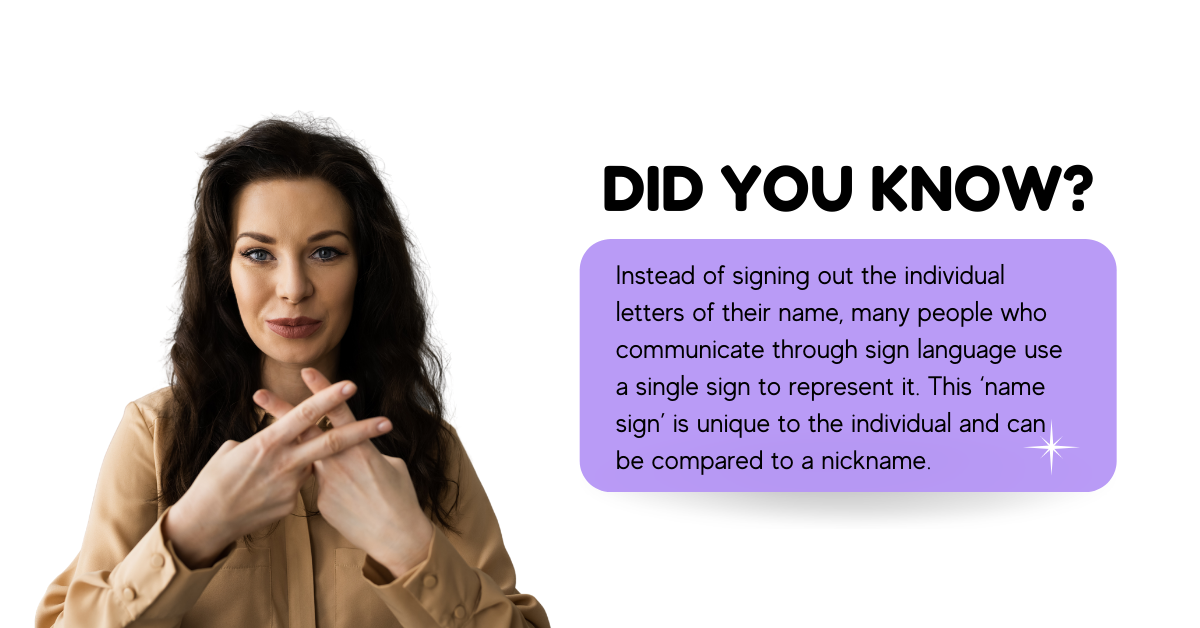 DID YOU KNOW?
Instead of signing out the individual
letters of their name, many people who
communicate through sign language use
a single sign to represent it. This ‘name
sign’ is unique to the individual and can
be compared to a nickname.